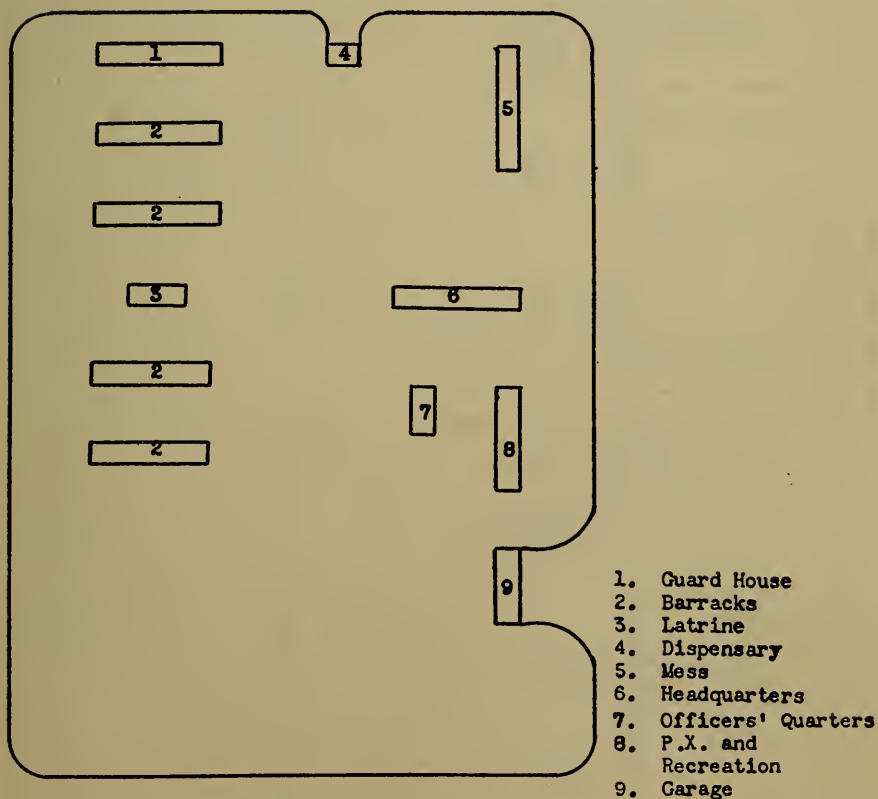 1
4
5
2
2
3
6
2
7
2
8
9
1. Guard House
2. Barracks
3. Latrine
4. Dispensary
5. Mess
6. Headquarters
7. Officers' Quarters
8. P.X. and
Recreation
9. Garage